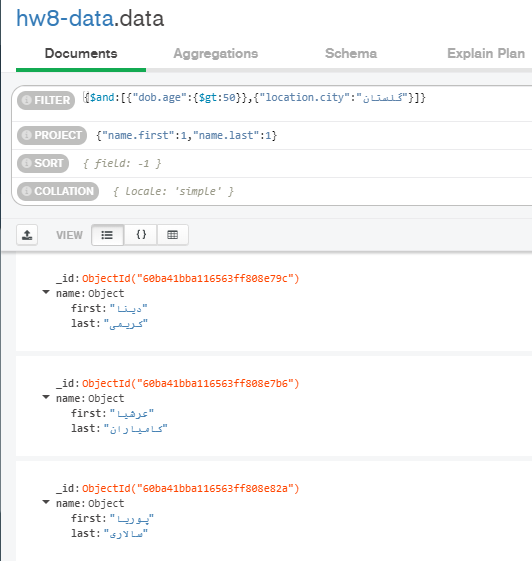 hw8-data.data
Documents Aggregations Schema Explain Plan
FILTER {$and:[{"dob.age":{$gt:50}},{"location.city":"گلستان"}]}
PROJECT {"name.first":1,"name.last":1}
SORT { field: -1 }
COLLATION { locale: 'simple' }
VIEW {}
_id: ObjectId("60ba41bba116563ff808e79c")
name: Object
first: "دینا"
last: "کریمی"
_id: ObjectId("60ba41bba116563ff808e7b6")
name: Object
first: "عرشیا"
last: "کامیاران"
_id: ObjectId("60ba41bba116563ff808e82a")
name: Object
first: "پوریا"
last: "سالاری"